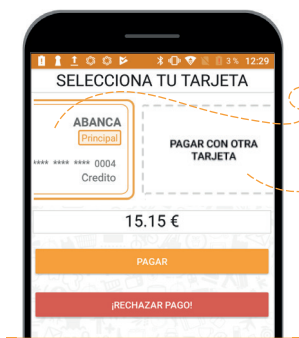 3% 12:29
SELECCIONA TU TARJETA
ABANCA
Principal
**** **** **** 0004
Credito
PAGAR CON OTRA
TARJETA
15.15 €
PAGAR
¡RECHAZAR PAGO!